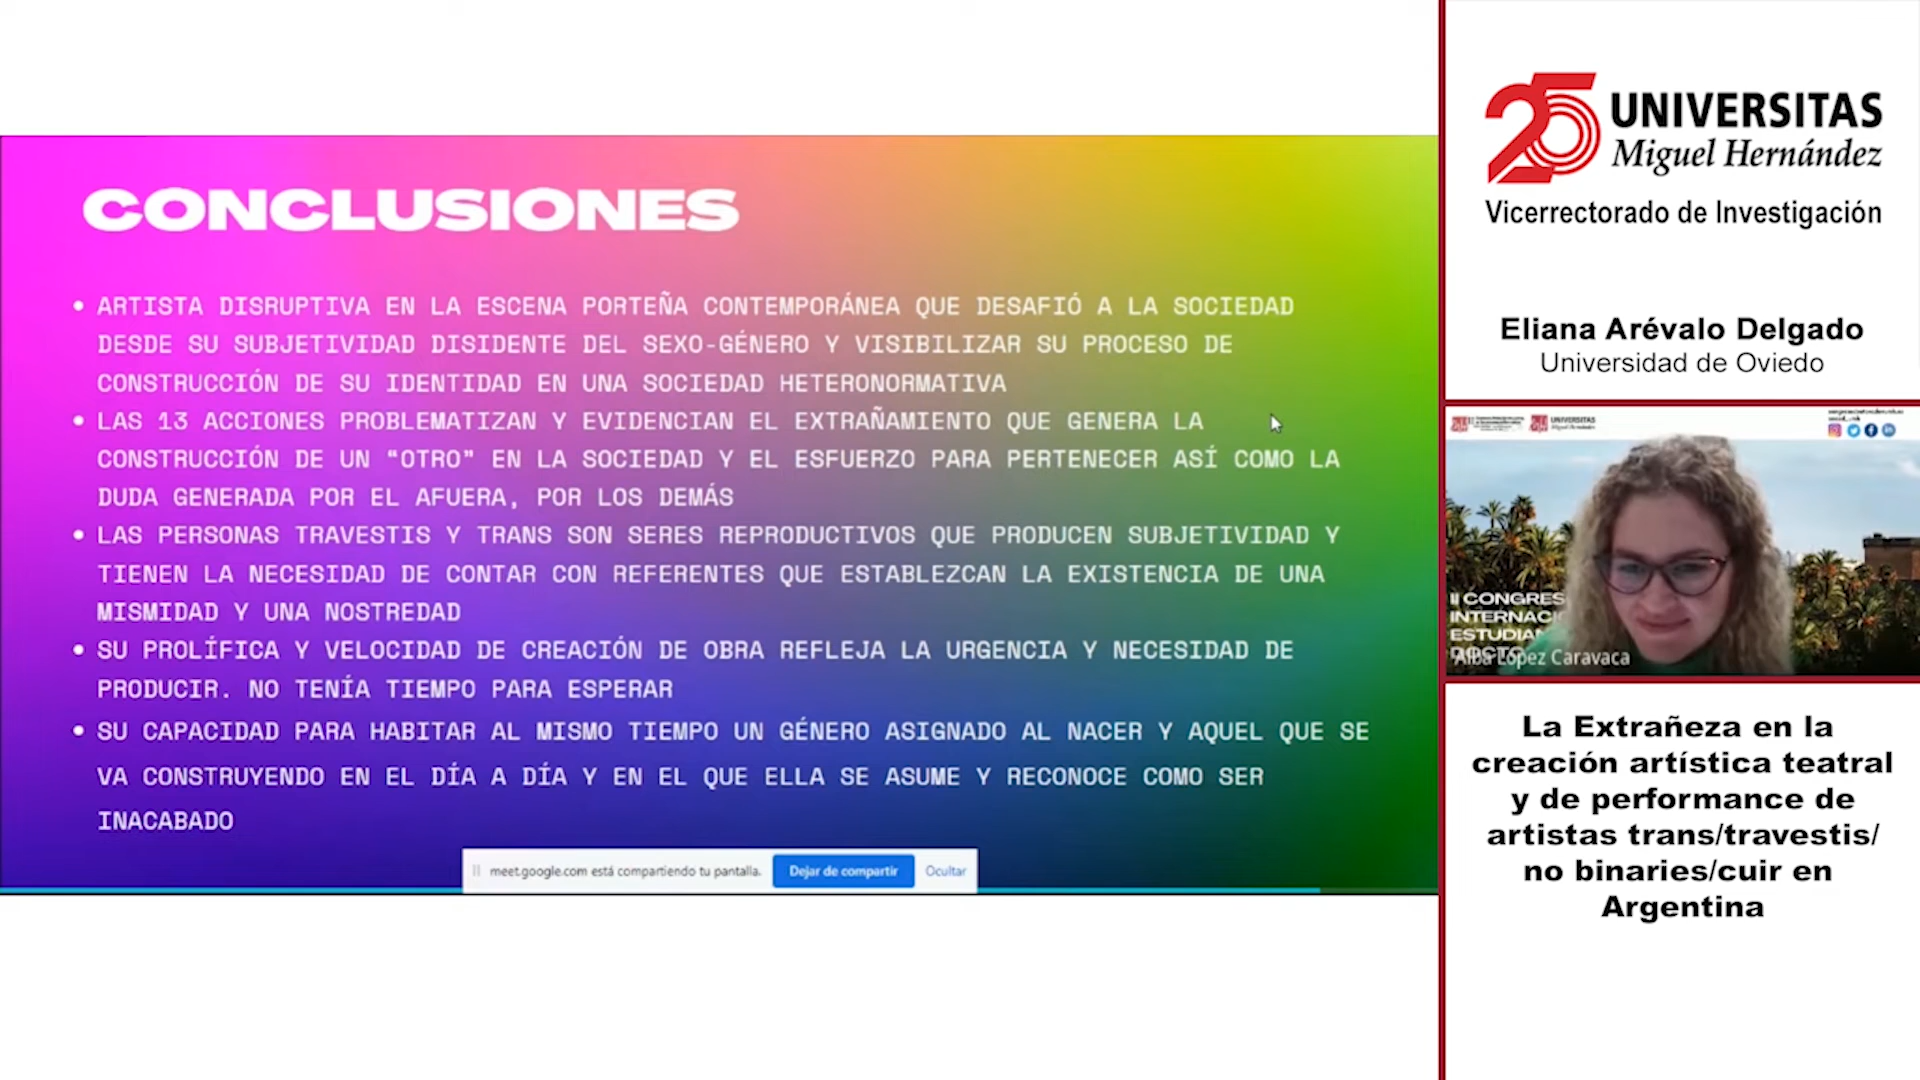 CONCLUSIONES
• ARTISTA DISRUPTIVA EN LA ESCENA PORTEÑA CONTEMPORÁNEA QUE DESAFIÓ A LA SOCIEDAD
DESDE SU SUBJETIVIDAD DISIDENTE DEL SEXO-GÉNERO Y VISIBILIZAR SU PROCESO DE
CONSTRUCCIÓN DE SU IDENTIDAD EN UNA SOCIEDAD HETERONORMATIVA
• LAS 13 ACCIONES PROBLEMATIZAN Y EVIDENCIAN EL EXTRAÑAMIENTO QUE GENERA LA
CONSTRUCCIÓN DE UN “OTRO” EN LA SOCIEDAD Y EL ESFUERZO PARA PERTENECER ASÍ COMO LA
DUDA GENERADA POR EL AFUERA, POR LOS DEMÁS
• LAS PERSONAS TRAVESTIS Y TRANS SON SERES REPRODUCTIVOS QUE PRODUCEN SUBJETIVIDAD Y
TIENEN LA NECESIDAD DE CONTAR CON REFERENTES QUE ESTABLEZCAN LA EXISTENCIA DE UNA
MISMIDAD Y UNA NOSTREDAD
• SU PROLÍFICA Y VELOCIDAD DE CREACIÓN DE OBRA REFLEJA LA URGENCIA Y NECESIDAD DE
PRODUCIR. NO TENÍA TIEMPO PARA ESPERAR
• SU CAPACIDAD PARA HABITAR AL MISMO TIEMPO UN GÉNERO ASIGNADO AL NACER Y AQUEL QUE SE
VA CONSTRUYENDO EN EL DÍA A DÍA Y EN EL QUE ELLA SE ASUME Y RECONOCE COMO SER
INACABADO
meet.google.com está compartiendo tu pantalla. Dejar de compartir Ocultar
25 UNIVERSITAS
Miguel Hernández
Vicerrectorado de Investigación
Eliana Arévalo Delgado
Universidad de Oviedo
UNIVERSITAS
Miguel Hernández
II CONGRES
INTERNACI
ESTUDIAN
DOCTO
Alba López Caravaca
La Extrañeza en la
creación artística teatral
y de performance de
artistas trans/travestis/
no binaries/cuir en
Argentina